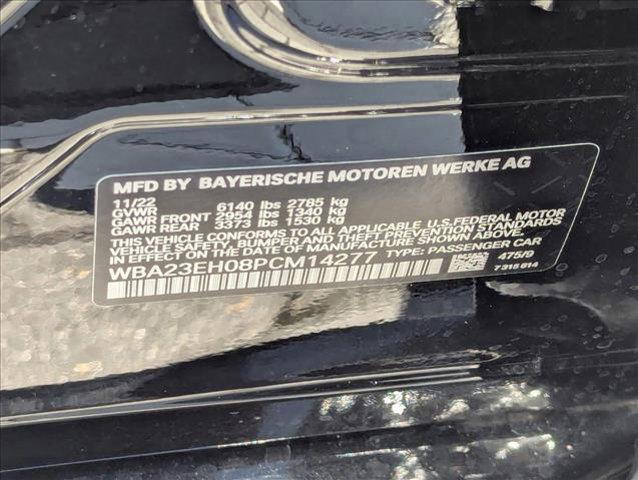 MFD BY BAYERISCHE MOTOREN WERKE AG
11/22 6140 lbs 2785 kg
GVWR
GAWR FRONT 2954 lbs 1340 kg
GAWR REAR 3373 lbs 1530 kg
THIS VEHICLE CONFORMS TO ALL APPLICABLE U.S.FEDERAL MOTOR
VEHICLE SAFETY, BUMPER, AND THEFT PREVENTION STANDARDS
IN EFFECT ON THE DATE OF MANUFACTURE SHOWN ABOVE.
WBA23EH08PCM14277 TYPE: PASSENGER CAR
475/9
7 315 614